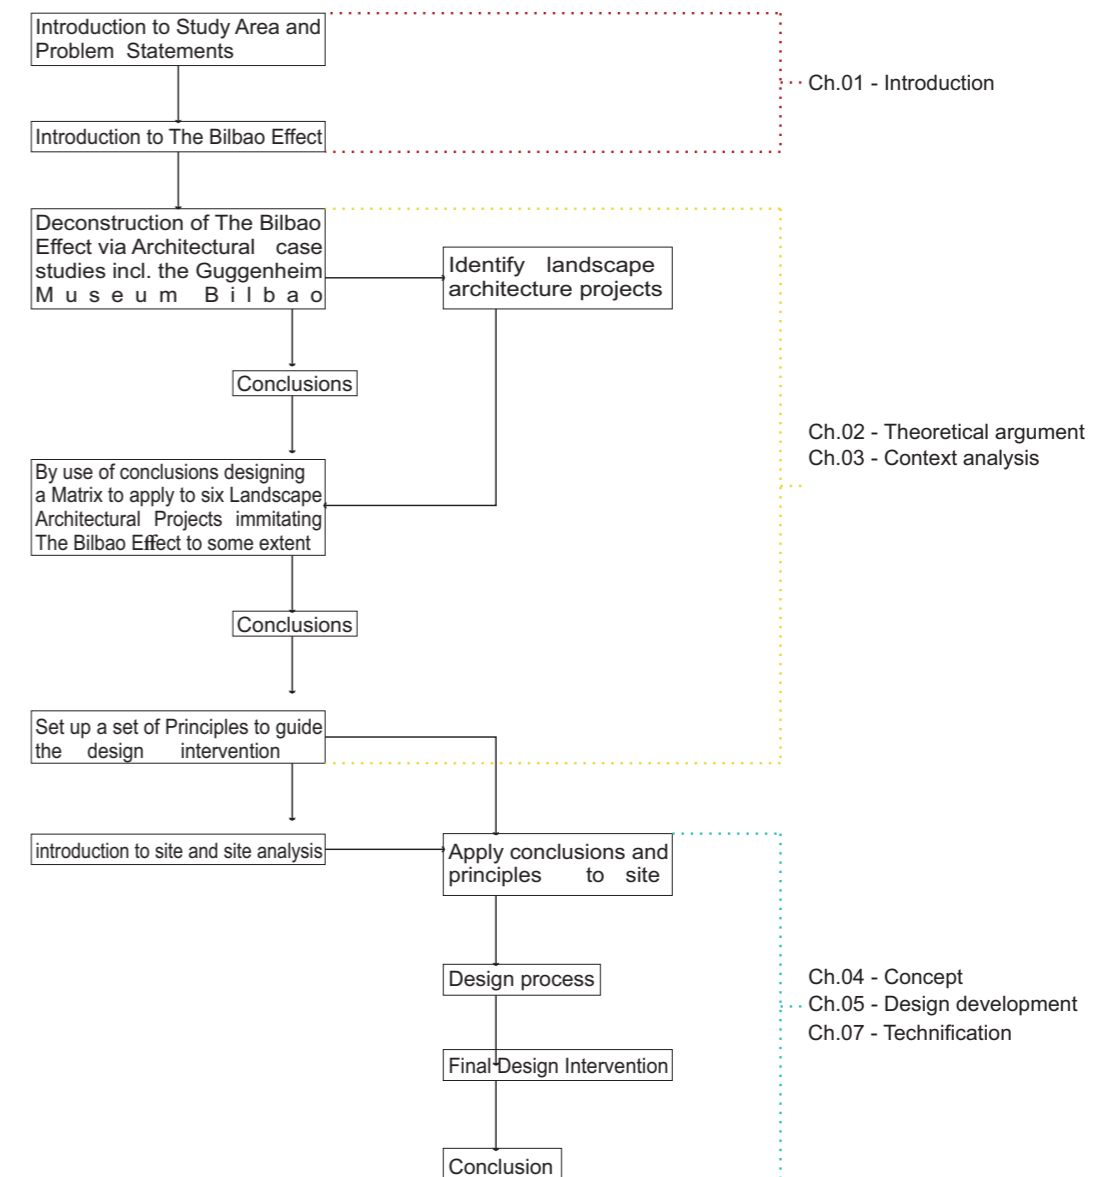 Introduction to Study Area and
Problem Statements
Ch.01 - Introduction
Introduction to The Bilbao Effect
Deconstruction of The Bilbao
Effect via Architectural case
studies incl. the Guggenheim
Museum Bilbao
Identify landscape
architecture projects
Conclusions
Ch.02 - Theoretical argument
Ch.03 - Context analysis
By use of conclusions designing
a Matrix to apply to six Landscape
Architectural Projects immitating
The Bilbao Effect to some extent
Conclusions
Set up a set of Principles to guide
the design intervention
introduction to site and site analysis
Apply conclusions and
principles to site
Design process
Ch.04 - Concept
Ch.05 - Design development
Ch.07 - Technification
Final Design Intervention
Conclusion